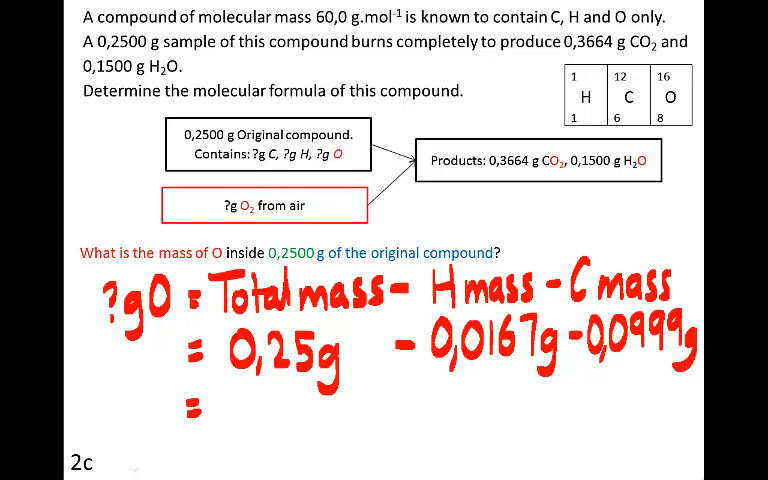 A compound of molecular mass 60,0 g.mol⁻¹ is known to contain C, H and O only.
A 0,2500 g sample of this compound burns completely to produce 0,3664 g CO₂ and
0,1500 g H₂O.
Determine the molecular formula of this compound.
1 12 16
H C O
1 6 8
0,2500 g Original compound.
Contains: ?g C, ?g H, ?g O
Products: 0,3664 g CO₂, 0,1500 g H₂O
?g O₂ from air
What is the mass of O inside 0,2500 g of the original compound?
?gO = Total mass - H mass - C mass
= 0,25g - 0,0167g - 0,0999g
=
2c